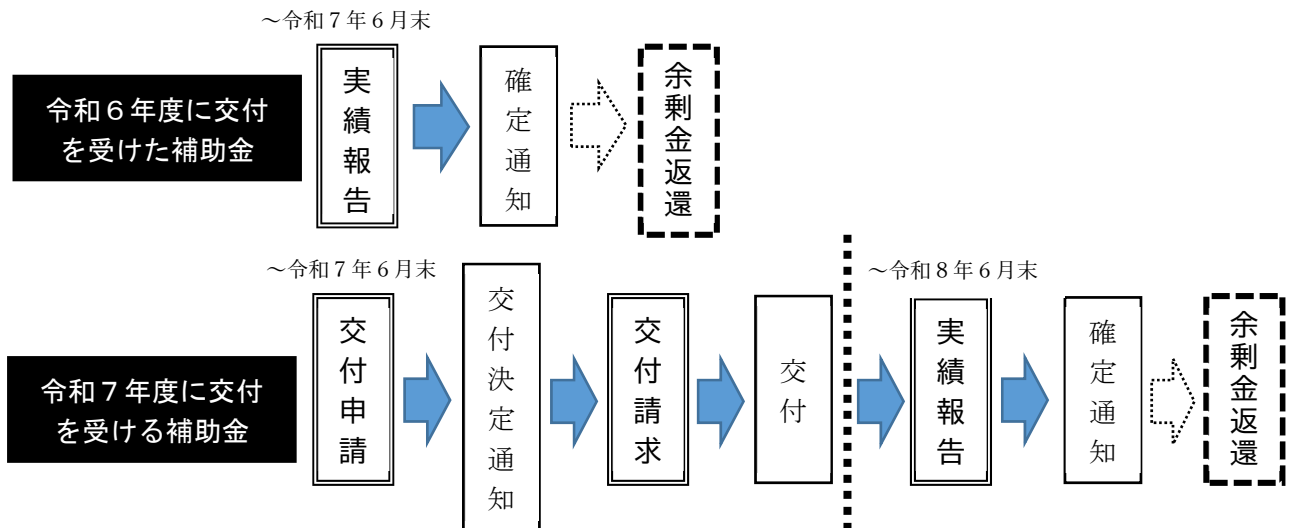 ～令和７年６月末
令和６年度に交付
を受けた補助金
実績報告
確定通知
余剰金返還
～令和７年６月末
～令和８年６月末
令和７年度に交付
を受ける補助金
交付申請
交付決定通知
交付請求
交付
実績報告
確定通知
余剰金返還